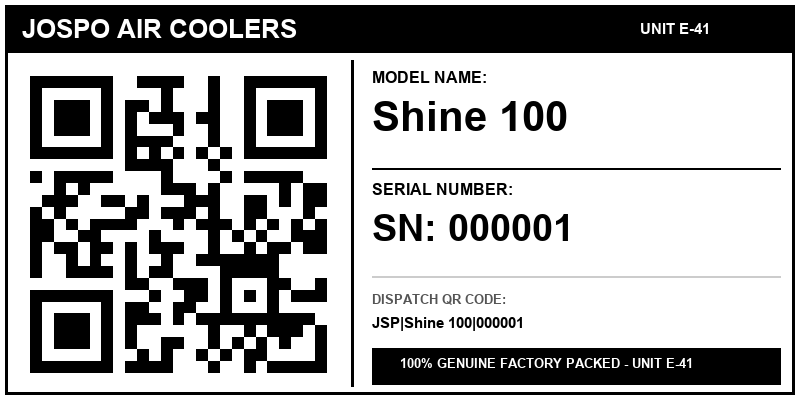 JOSPO AIR COOLERS
UNIT E-41
MODEL NAME:
Shine 100
SERIAL NUMBER:
SN: 000001
DISPATCH QR CODE:
JSP|Shine 100|000001
100% GENUINE FACTORY PACKED - UNIT E-41